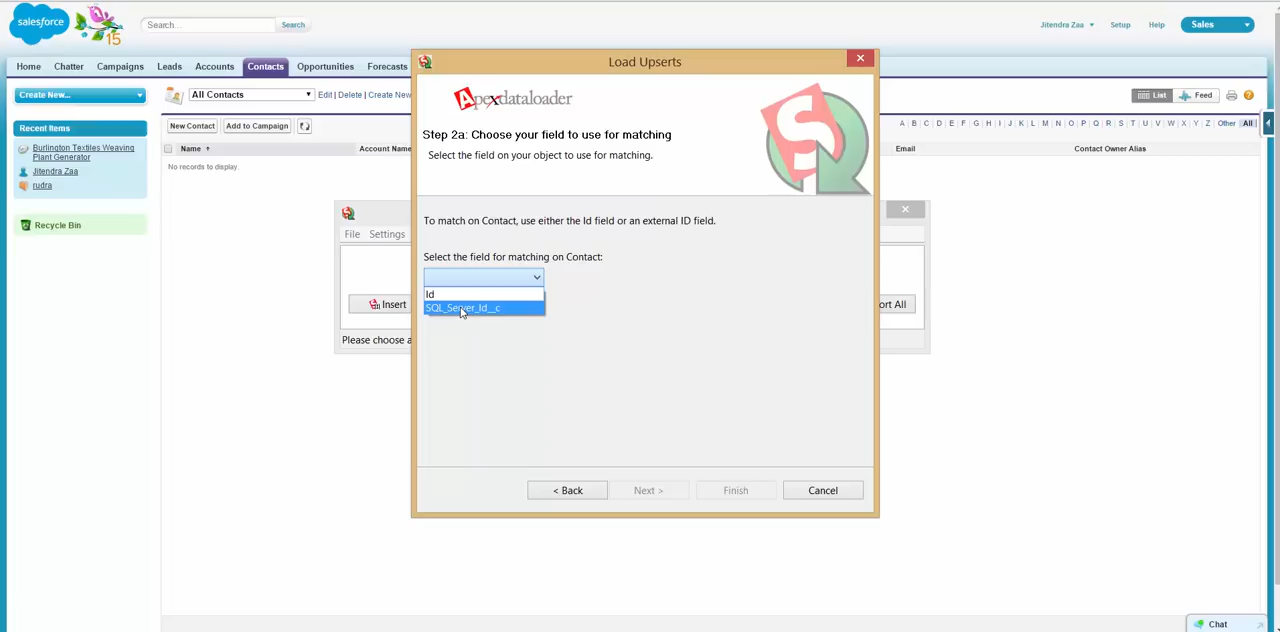 salesforce
15
Search...
Search
Jitendra Zaa
Setup
Help
Sales
Home
Chatter
Campaigns
Leads
Accounts
Contacts
Opportunities
Forecasts
Create New...
Recent Items
Burlington Textiles Weaving
Plant Generator
Jitendra Zaa
rudra
Recycle Bin
All Contacts
Edit | Delete | Create New
List
Feed
New Contact
Add to Campaign
A B C D E F G H I J K L M N O P Q R S T U V W X Y Z Other All
Name
Account Name
Email
Contact Owner Alias
No records to display.
File
Settings
Insert
ort All
Please choose a
Load Upserts
Apexdataloader
Step 2a: Choose your field to use for matching
Select the field on your object to use for matching.
To match on Contact, use either the Id field or an external ID field.
Select the field for matching on Contact:
Id
SQL_Server_Id__c
< Back
Next >
Finish
Cancel
Chat